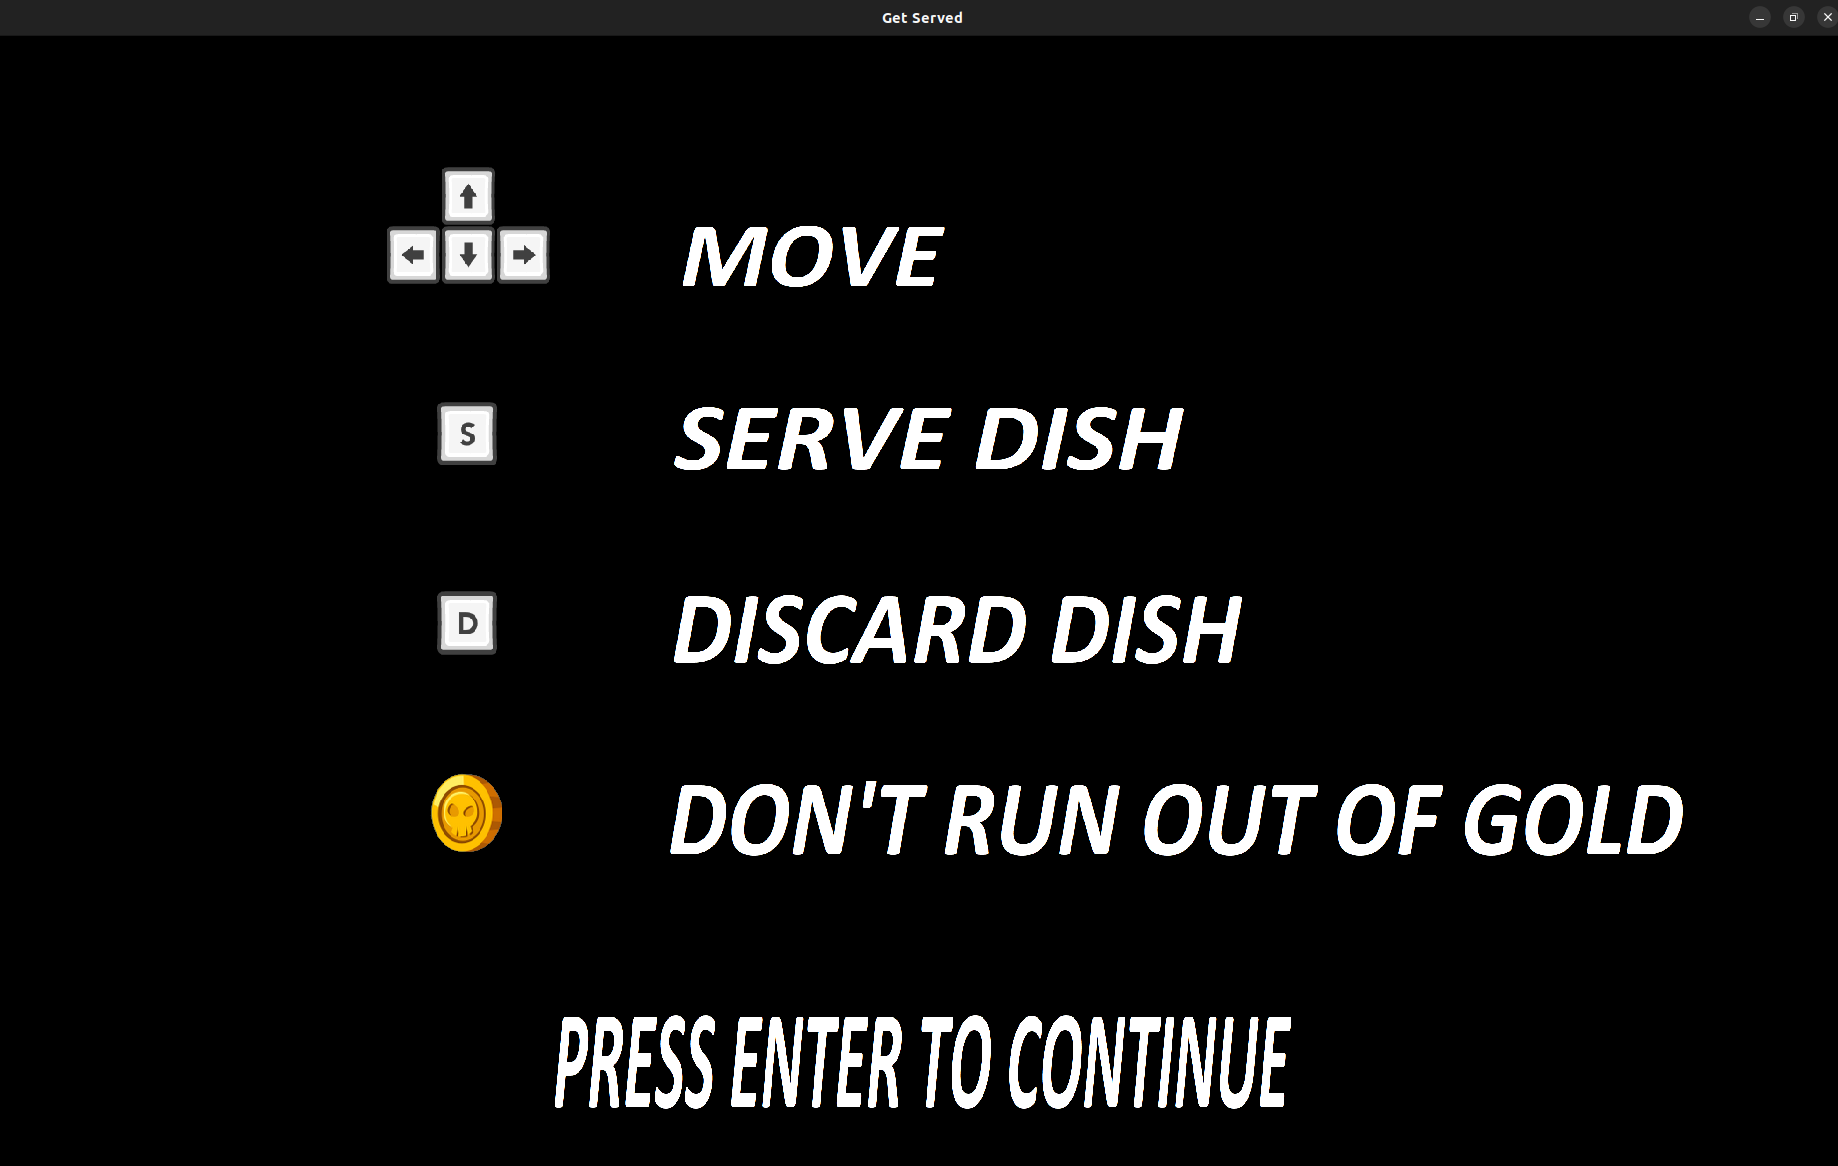 Get Served
MOVE
S
SERVE DISH
D
DISCARD DISH
DON'T RUN OUT OF GOLD
PRESS ENTER TO CONTINUE